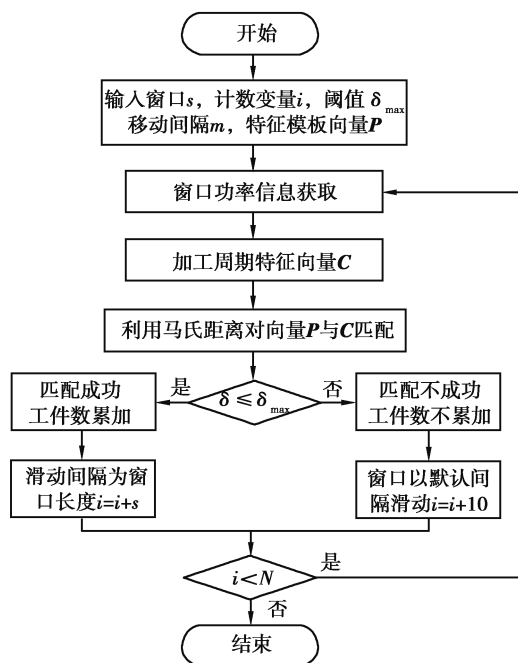 开始
输入窗口s，计数变量i，阈值 δmax
移动间隔m，特征模板向量P
窗口功率信息获取
加工周期特征向量C
利用马氏距离对向量P与C匹配
δ≤δmax
是
否
匹配成功
工件数累加
匹配不成功
工件数不累加
滑动间隔为窗
口长度i=i+s
窗口以默认间
隔滑动i=i+10
i<N
是
否
结束